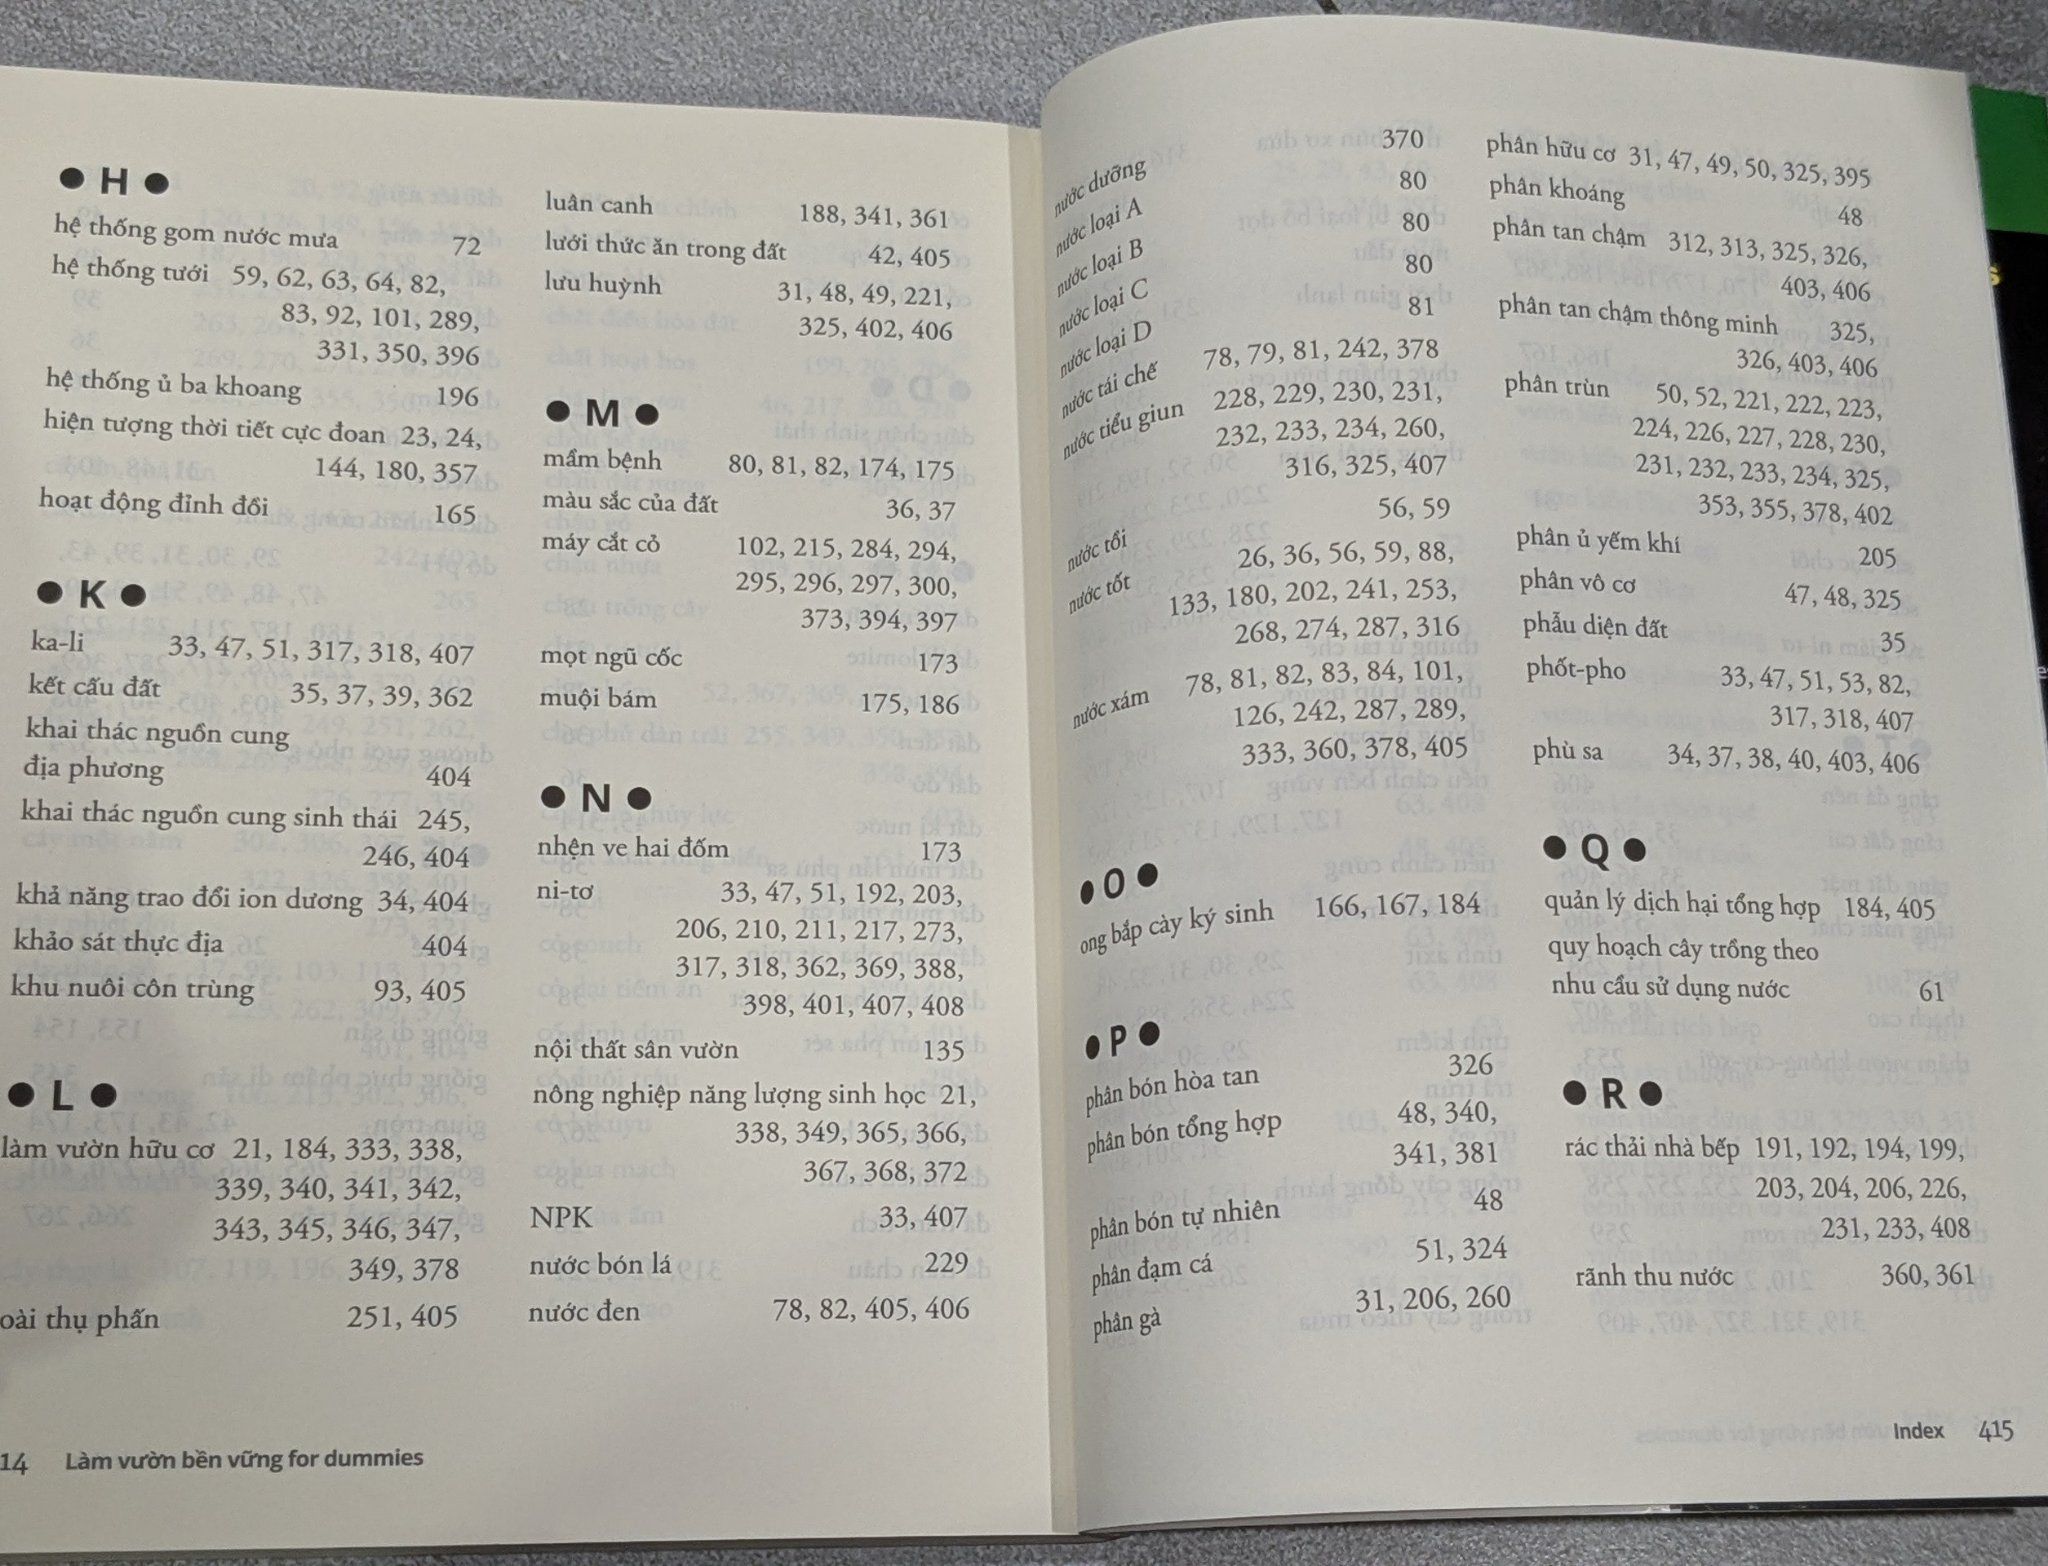 ● H ●
hệ thống gom nước mưa 72
hệ thống tưới 59, 62, 63, 64, 82,
83, 92, 101, 289,
331, 350, 396
hệ thống ủ ba khoang 196
hiện tượng thời tiết cực đoan 23, 24,
144, 180, 357
hoạt động đỉnh đồi 165
● K ●
ka-li 33, 47, 51, 317, 318, 407
kết cấu đất 35, 37, 39, 362
khai thác nguồn cung
địa phương 404
khai thác nguồn cung sinh thái 245,
246, 404
khả năng trao đổi ion dương 34, 404
khảo sát thực địa 404
khu nuôi côn trùng 93, 405
● L ●
làm vườn hữu cơ 21, 184, 333, 338,
339, 340, 341, 342,
343, 345, 346, 347,
349, 378
oài thụ phấn 251, 405
luân canh 188, 341, 361
lưới thức ăn trong đất 42, 405
lưu huỳnh 31, 48, 49, 221,
325, 402, 406
● M ●
mầm bệnh 80, 81, 82, 174, 175
màu sắc của đất 36, 37
máy cắt cỏ 102, 215, 284, 294,
295, 296, 297, 300,
373, 394, 397
mọt ngũ cốc 173
muội bám 175, 186
● N ●
nhện ve hai đốm 173
ni-tơ 33, 47, 51, 192, 203,
206, 210, 211, 217, 273,
317, 318, 362, 369, 388,
398, 401, 407, 408
nội thất sân vườn 135
nông nghiệp năng lượng sinh học 21,
338, 349, 365, 366,
367, 368, 372
NPK 33, 407
nước bón lá 229
nước đen 78, 82, 405, 406
14 Làm vườn bền vững for dummies
nước dưỡng 370
nước loại A 80
nước loại B 80
nước loại C 80
nước loại D 81
nước tái chế 78, 79, 81, 242, 378
nước tiểu giun 228, 229, 230, 231,
232, 233, 234, 260,
316, 325, 407
nước tồi 56, 59
nước tốt 26, 36, 56, 59, 88,
133, 180, 202, 241, 253,
268, 274, 287, 316
nước xám 78, 81, 82, 83, 84, 101,
126, 242, 287, 289,
333, 360, 378, 405
● O ●
ong bắp cày ký sinh 166, 167, 184
● P ●
phân bón hòa tan 326
phân bón tổng hợp 48, 340,
341, 381
phân bón tự nhiên 48
phân đạm cá 51, 324
phân gà 31, 206, 260
phân hữu cơ 31, 47, 49, 50, 325, 395
phân khoáng 48
phân tan chậm 312, 313, 325, 326,
403, 406
phân tan chậm thông minh 325,
326, 403, 406
phân trùn 50, 52, 221, 222, 223,
224, 226, 227, 228, 230,
231, 232, 233, 234, 325,
353, 355, 378, 402
phân ủ yếm khí 205
phân vô cơ 47, 48, 325
phẫu diện đất 35
phốt-pho 33, 47, 51, 53, 82,
317, 318, 407
phù sa 34, 37, 38, 40, 403, 406
● Q ●
quản lý dịch hại tổng hợp 184, 405
quy hoạch cây trồng theo
nhu cầu sử dụng nước 61
● R ●
rác thải nhà bếp 191, 192, 194, 199,
203, 204, 206, 226,
231, 233, 408
rãnh thu nước 360, 361
Index 415